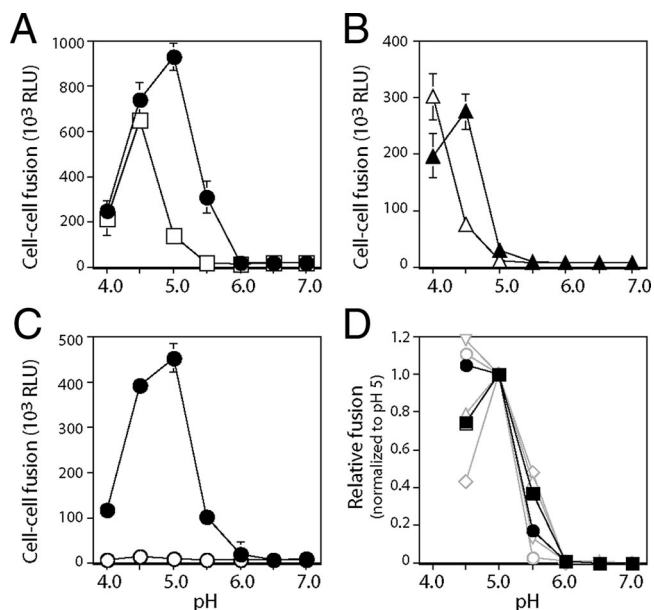 A
B
Cell-cell fusion (10³ RLU)
1000
800
600
400
200
0
4.0 5.0 6.0 7.0
Cell-cell fusion (10³ RLU)
400
300
200
100
0
4.0 5.0 6.0 7.0
C
D
Cell-cell fusion (10³ RLU)
500
400
300
200
100
0
4.0 5.0 6.0 7.0
pH
Relative fusion
(normalized to pH 5)
1.2
1.0
0.8
0.6
0.4
0.2
0
4.0 5.0 6.0 7.0
pH